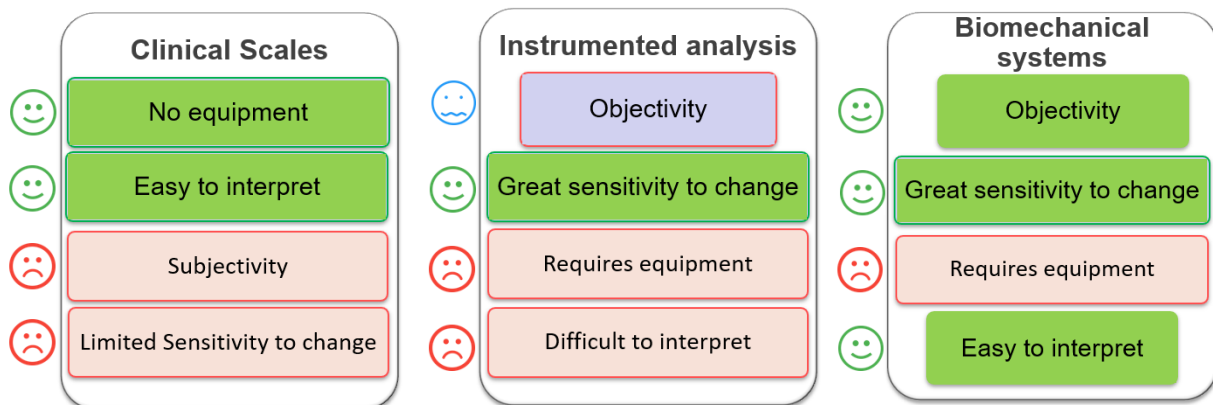 Clinical Scales
No equipment
Easy to interpret
Subjectivity
Limited Sensitivity to change
Instrumented analysis
Objectivity
Great sensitivity to change
Requires equipment
Difficult to interpret
Biomechanical
systems
Objectivity
Great sensitivity to change
Requires equipment
Easy to interpret